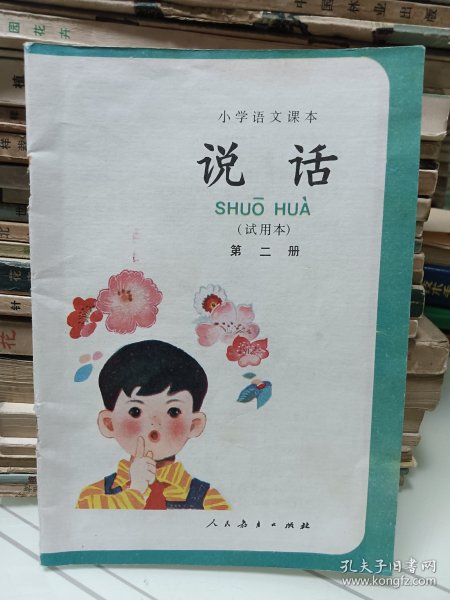 小学语文课本
说 话
SHUŌ HUÀ
(试用本)
第 二 册
人民教育出版社
孔夫子旧书网
www.kongfz.com